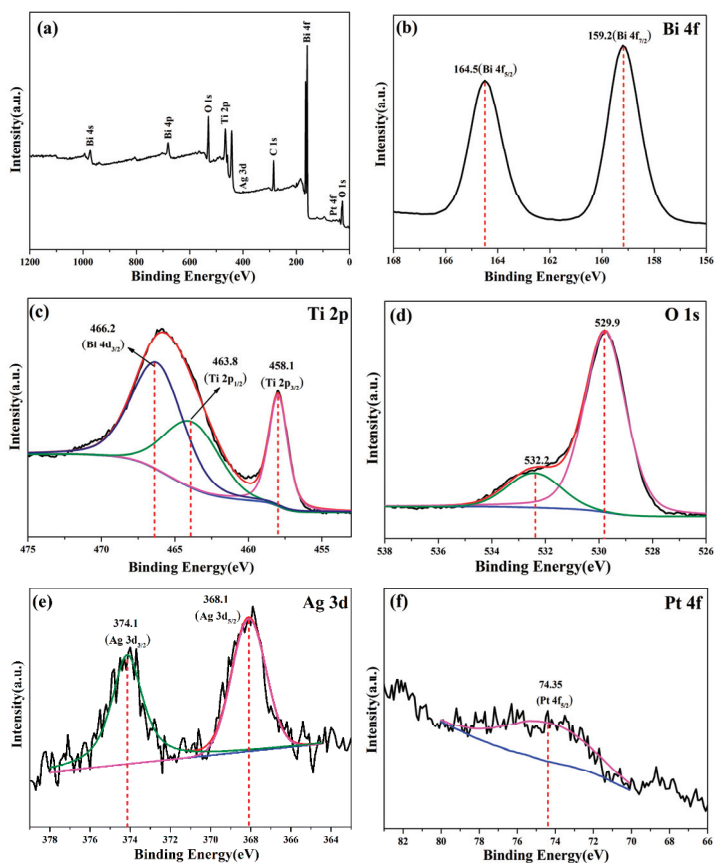 (a)
Bi 4s
Bi 4p
O 1s
Ti 2p
Ag 3d
C 1s
Bi 4f
Pt 4f
O 1s
Intensity(a.u.)
1200 1000 800 600 400 200 0
Binding Energy(eV)
(b) Bi 4f
159.2(Bi 4f7/2)
164.5(Bi 4f5/2)
Intensity(a.u.)
168 166 164 162 160 158 156
Binding Energy(eV)
(c) Ti 2p
466.2
(Bi 4d3/2)
463.8
(Ti 2p1/2)
458.1
(Ti 2p3/2)
Intensity(a.u.)
475 470 465 460 455
Binding Energy(eV)
(d) O 1s
529.9
532.2
Intensity(a.u.)
538 536 534 532 530 528 526
Binding Energy(eV)
(e) Ag 3d
368.1
(Ag 3d5/2)
374.1
(Ag 3d3/2)
Intensity(a.u.)
378 376 374 372 370 368 366 364
Binding Energy(eV)
(f) Pt 4f
74.35
(Pt 4f5/2)
Intensity(a.u.)
83 80 78 75 73 70 68 66
Binding Energy(eV)